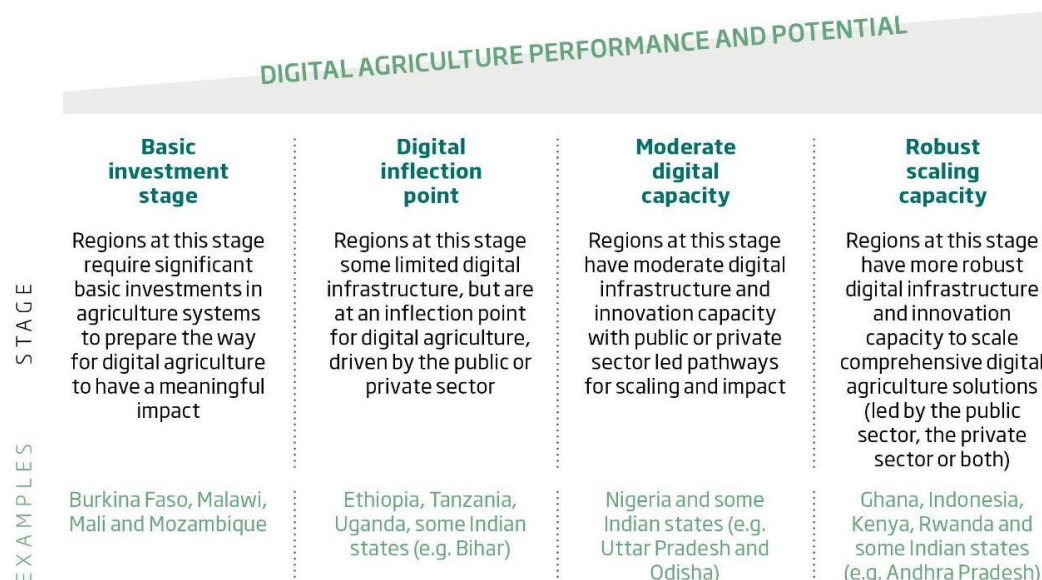 DIGITAL AGRICULTURE PERFORMANCE AND POTENTIAL
Basic
investment
stage
Regions at this stage
require significant
basic investments in
agriculture systems
to prepare the way
for digital agriculture
to have a meaningful
impact
Digital
inflection
point
Regions at this stage
some limited digital
infrastructure, but are
at an inflection point
for digital agriculture,
driven by the public or
private sector
Moderate
digital
capacity
Regions at this stage
have moderate digital
infrastructure and
innovation capacity
with public or private
sector led pathways
for scaling and impact
Robust
scaling
capacity
Regions at this stage
have more robust
digital infrastructure
and innovation
capacity to scale
comprehensive digital
agriculture solutions
(led by the public
sector, the private
sector or both)
STAGE
EXAMPLES
Burkina Faso, Malawi,
Mali and Mozambique
Ethiopia, Tanzania,
Uganda, some Indian
states (e.g. Bihar)
Nigeria and some
Indian states (e.g.
Uttar Pradesh and
Odisha)
Ghana, Indonesia,
Kenya, Rwanda and
some Indian states
(e.g. Andhra Pradesh)